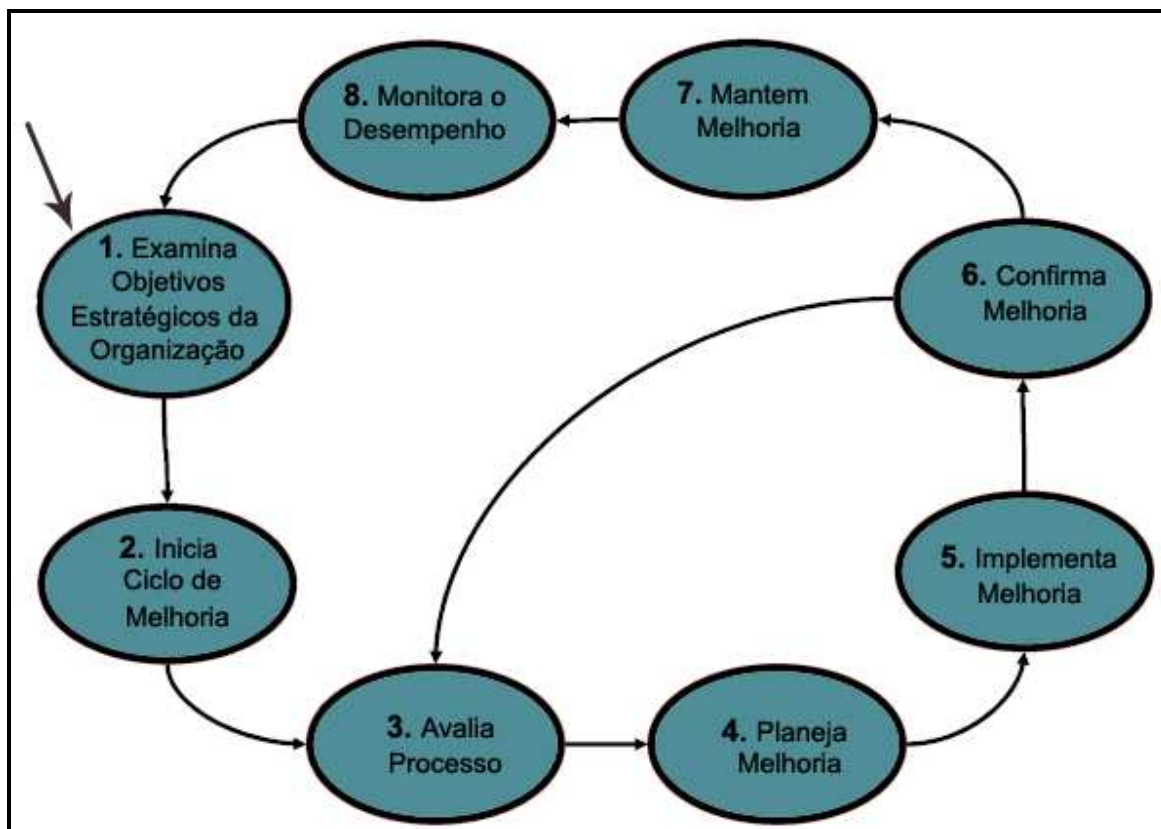 8. Monitora o
Desempenho
7. Mantem
Melhoria
1. Examina
Objetivos
Estratégicos da
Organização
6. Confirma
Melhoria
2. Inicia
Ciclo de
Melhoria
5. Implementa
Melhoria
3. Avalia
Processo
4. Planeja
Melhoria